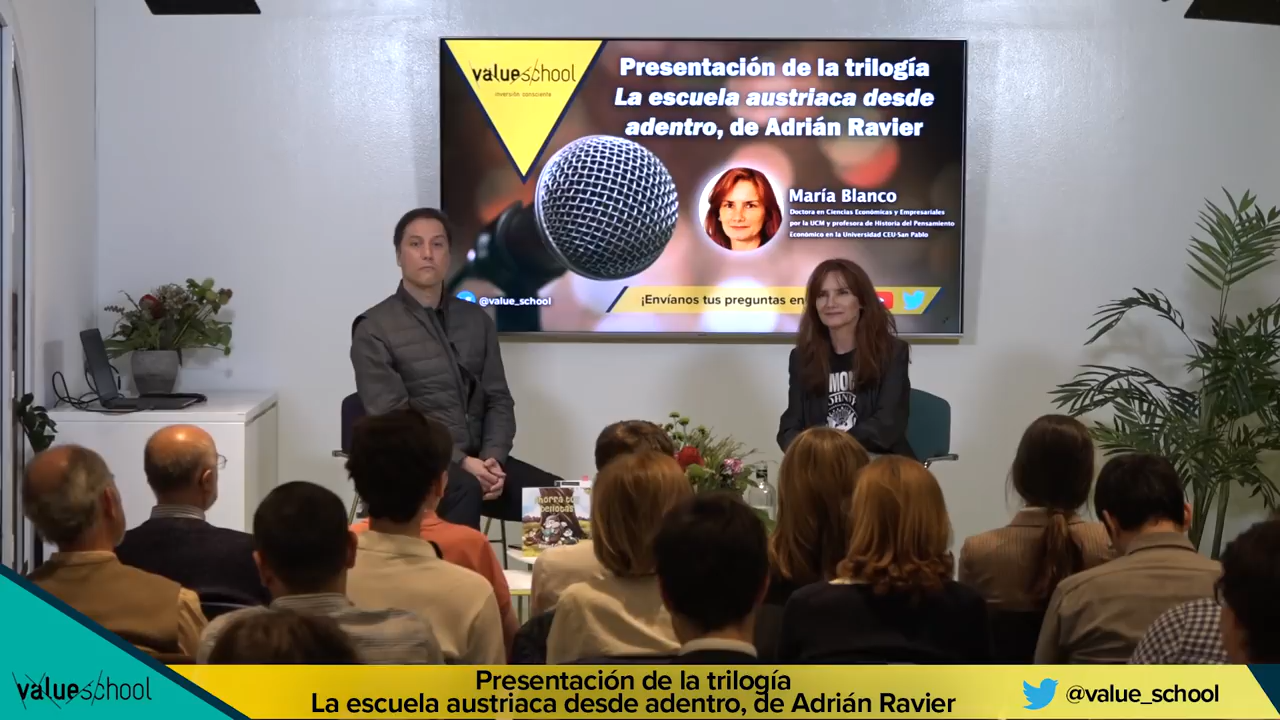 valueschool
inversión consciente
Presentación de la trilogía
La escuela austriaca desde
adentro, de Adrián Ravier
María Blanco
Doctora en Ciencias Económicas y Empresariales
por la UCM y profesora de Historia del Pensamiento
Económico en la Universidad CEU-San Pablo
@value_school
¡Envíanos tus preguntas en
valueschool
Presentación de la trilogía
La escuela austriaca desde adentro, de Adrián Ravier
@value_school